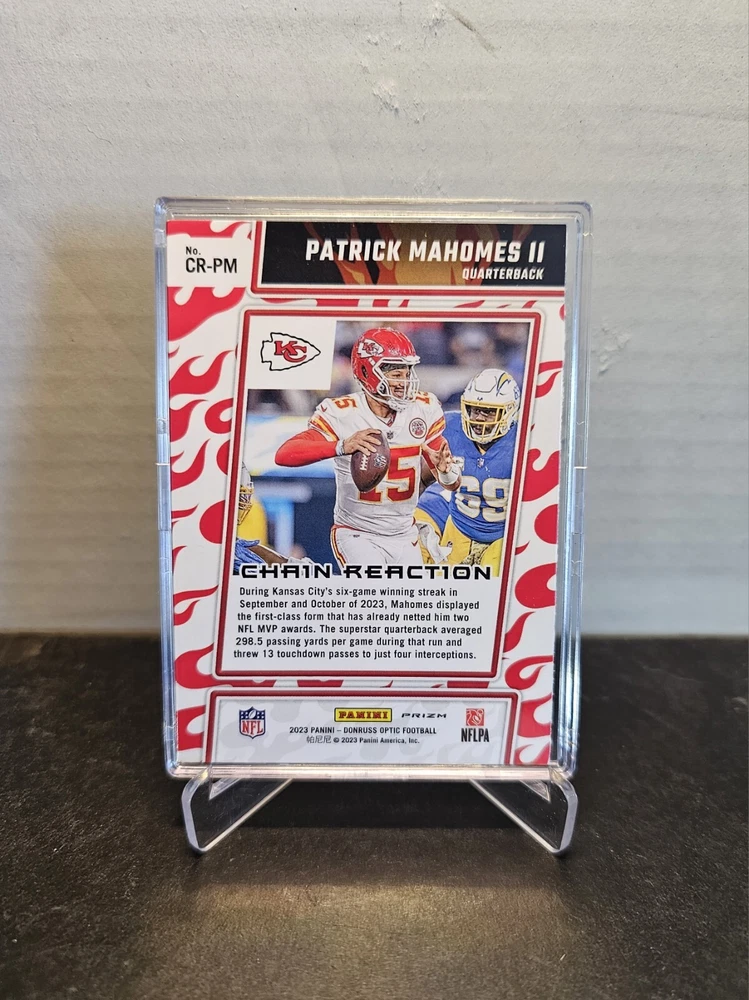 No.
CR-PM
PATRICK MAHOMES II
QUARTERBACK
KC
15
15
69
CHAIN REACTION
During Kansas City's six-game winning streak in
September and October of 2023, Mahomes displayed
the first-class form that has already netted him two
NFL MVP awards. The superstar quarterback averaged
298.5 passing yards per game during that run and
threw 13 touchdown passes to just four interceptions.
NFL
PANINI PRIZM
NFLPA
2023 PANINI – DONRUSS OPTIC FOOTBALL
帕尼尼 © 2023 Panini America, Inc.